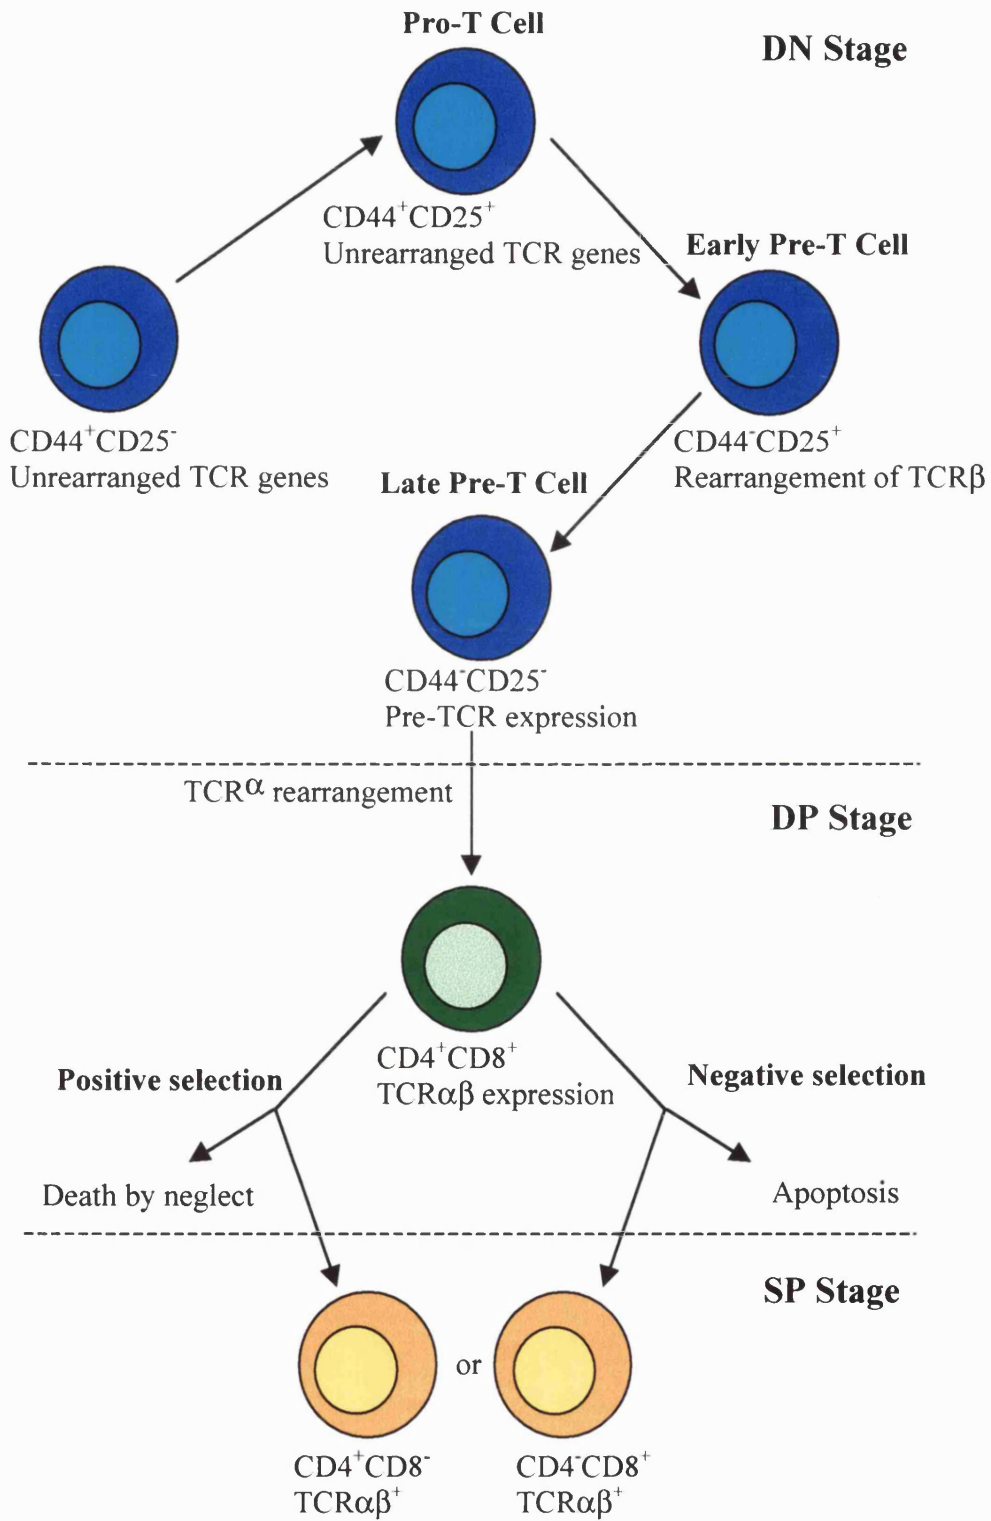 Pro-T Cell
DN Stage
CD44⁺CD25⁺
Unrearranged TCR genes
Early Pre-T Cell
CD44⁺CD25⁻
Unrearranged TCR genes
CD44⁻CD25⁺
Rearrangement of TCRβ
Late Pre-T Cell
CD44⁻CD25⁻
Pre-TCR expression
TCRα rearrangement
DP Stage
CD4⁺CD8⁺
TCRαβ expression
Positive selection
Negative selection
Death by neglect
Apoptosis
SP Stage
or
CD4⁺CD8⁻
TCRαβ⁺
CD4⁻CD8⁺
TCRαβ⁺